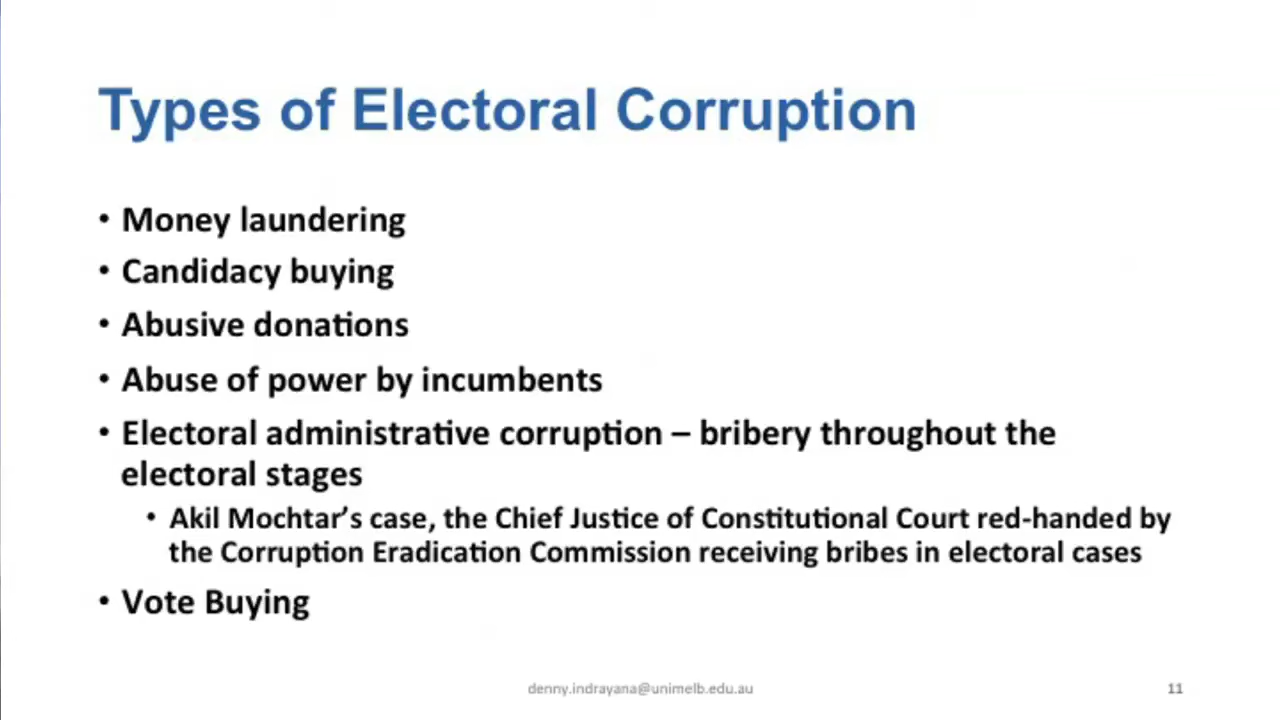 Types of Electoral Corruption
• Money laundering
• Candidacy buying
• Abusive donations
• Abuse of power by incumbents
• Electoral administrative corruption – bribery throughout the
electoral stages
• Akil Mochtar's case, the Chief Justice of Constitutional Court red-handed by
the Corruption Eradication Commission receiving bribes in electoral cases
• Vote Buying
denny.indrayana@unimelb.edu.au
11